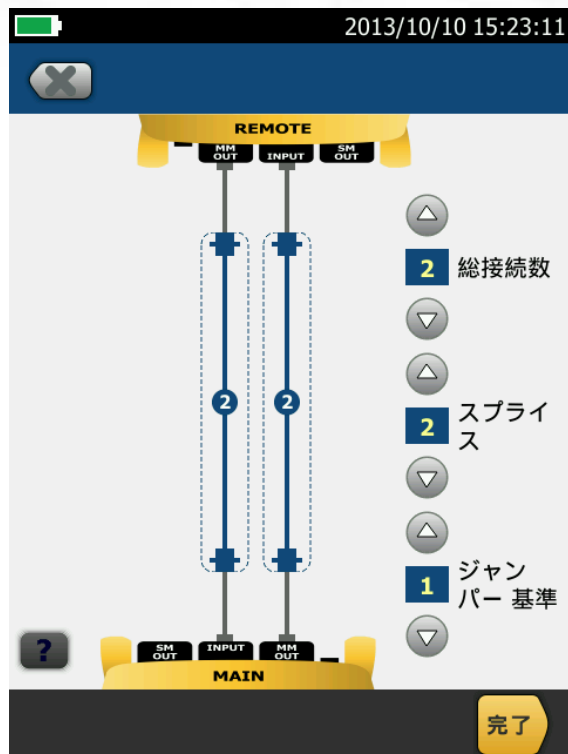 2013/10/10 15:23:11
REMOTE
MM OUT
INPUT
SM OUT
2 総接続数
2 2
2 スプライ
ス
1 ジャン
パー 基準
?
SM OUT
INPUT
MM OUT
MAIN
完了